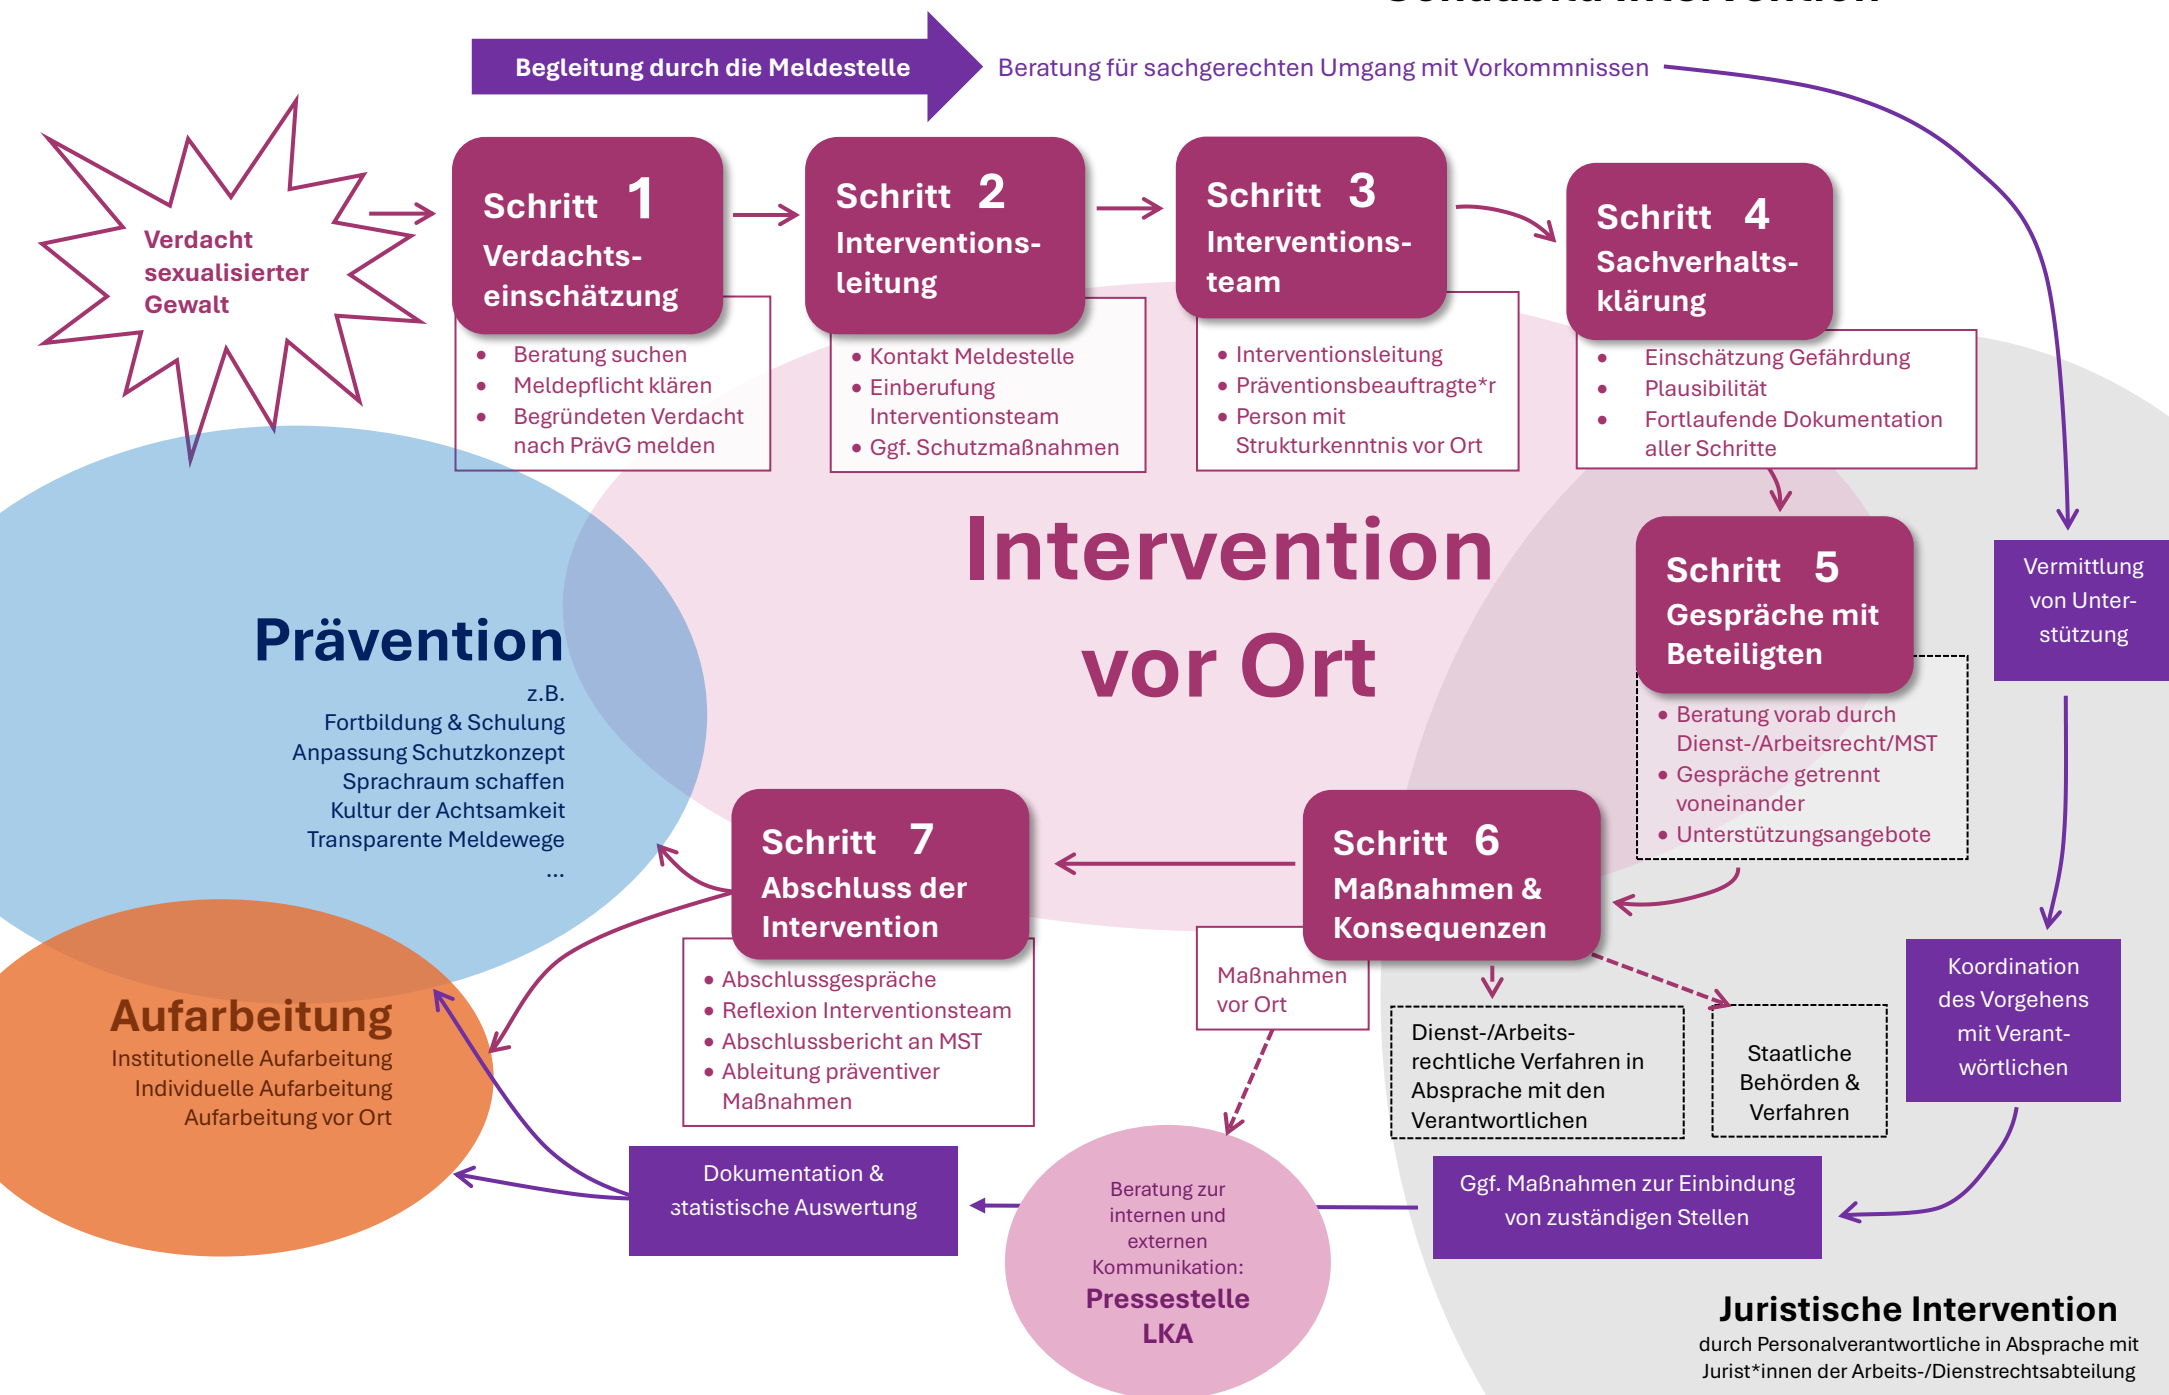 Schaubild Intervention
Begleitung durch die Meldestelle
Beratung für sachgerechten Umgang mit Vorkommnissen
Verdacht
sexualisierter
Gewalt
Schritt 1
Verdachts-
einschätzung
• Beratung suchen
• Meldepflicht klären
• Begründeten Verdacht
nach PrävG melden
Schritt 2
Interventions-
leitung
• Kontakt Meldestelle
• Einberufung
Interventionsteam
• Ggf. Schutzmaßnahmen
Schritt 3
Interventions-
team
• Interventionsleitung
• Präventionsbeauftragte*r
• Person mit
Strukturkenntnis vor Ort
Schritt 4
Sachverhalts-
klärung
• Einschätzung Gefährdung
• Plausibilität
• Fortlaufende Dokumentation
aller Schritte
Intervention
vor Ort
Schritt 5
Gespräche mit
Beteiligten
• Beratung vorab durch
Dienst-/Arbeitsrecht/MST
• Gespräche getrennt
voneinander
• Unterstützungsangebote
Vermittlung
von Unter-
stützung
Prävention
z.B.
Fortbildung & Schulung
Anpassung Schutzkonzept
Sprachraum schaffen
Kultur der Achtsamkeit
Transparente Meldewege
...
Schritt 7
Abschluss der
Intervention
• Abschlussgespräche
• Reflexion Interventionsteam
• Abschlussbericht an MST
• Ableitung präventiver
Maßnahmen
Schritt 6
Maßnahmen &
Konsequenzen
Maßnahmen
vor Ort
Dienst-/Arbeits-
rechtliche Verfahren in
Absprache mit den
Verantwortlichen
Staatliche
Behörden &
Verfahren
Koordination
des Vorgehens
mit Verant-
wörtlichen
Aufarbeitung
Institutionelle Aufarbeitung
Individuelle Aufarbeitung
Aufarbeitung vor Ort
Dokumentation &
statistische Auswertung
Beratung zur
internen und
externen
Kommunikation:
Pressestelle
LKA
Ggf. Maßnahmen zur Einbindung
von zuständigen Stellen
Juristische Intervention
durch Personalverantwortliche in Absprache mit
Jurist*innen der Arbeits-/Dienstrechtsabteilung